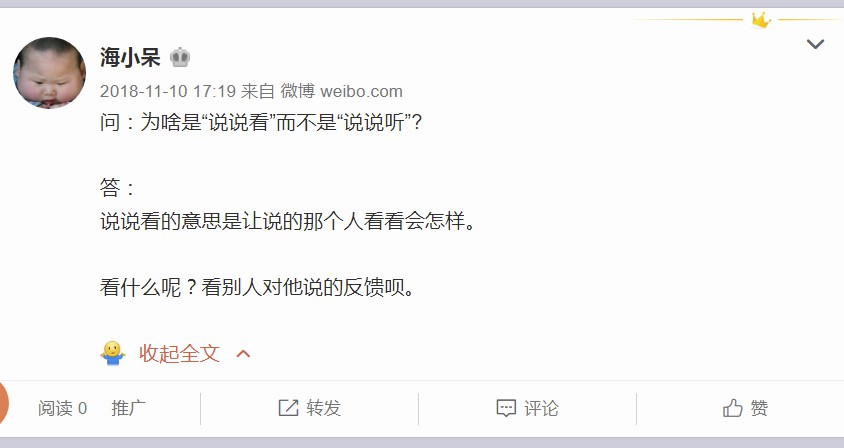 海小呆
2018-11-10 17:19 来自 微博 weibo.com
问：为啥是“说说看”而不是“说说听”？
答：
说说看的意思是让说的那个人看看会怎样。
看什么呢？看别人对他说的反馈呗。
收起全文
阅读 0 推广 转发 评论 赞